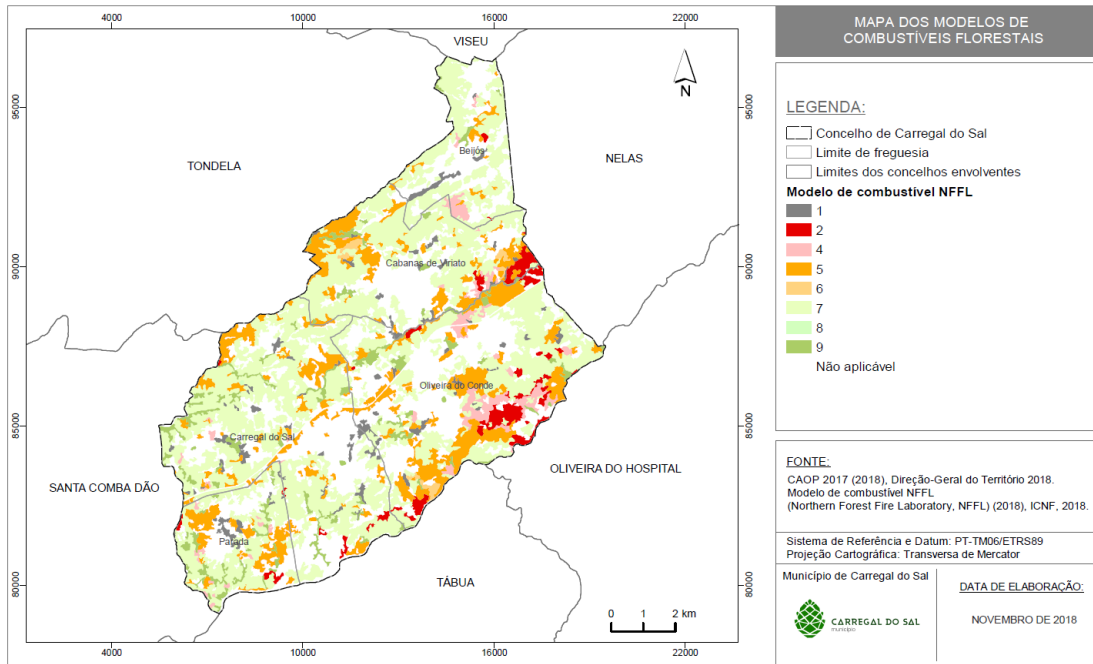 MAPA DOS MODELOS DE
COMBUSTÍVEIS FLORESTAIS
4000
10000
16000
22000
95000
90000
85000
80000
95000
90000
85000
80000
4000
10000
16000
22000
VISEU
N
TONDELA
NELAS
Beijós
Cabanas de Viriato
Oliveira do Conde
Carregal do Sal
OLIVEIRA DO HOSPITAL
SANTA COMBA DÃO
Parada
TÁBUA
0 1 2 km
LEGENDA:
Concelho de Carregal do Sal
Limite de freguesia
Limites dos concelhos envolventes
Modelo de combustível NFFL
1
2
4
5
6
7
8
9
Não aplicável
FONTE:
CAOP 2017 (2018), Direção-Geral do Território 2018.
Modelo de combustível NFFL
(Northern Forest Fire Laboratory, NFFL) (2018), ICNF, 2018.
Sistema de Referência e Datum: PT-TM06/ETRS89
Projeção Cartográfica: Transversa de Mercator
Município de Carregal do Sal
CARREGAL DO SAL
município
DATA DE ELABORAÇÃO:
NOVEMBRO DE 2018